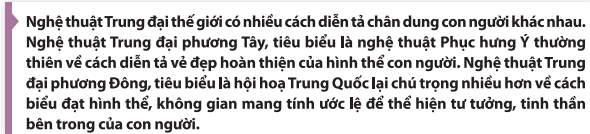 Nghệ thuật Trung đại thế giới có nhiều cách diễn tả chân dung con người khác nhau.
Nghệ thuật Trung đại phương Tây, tiêu biểu là nghệ thuật Phục hưng Ý thường
thiên về cách diễn tả vẻ đẹp hoàn thiện của hình thể con người. Nghệ thuật Trung
đại phương Đông, tiêu biểu là hội hoạ Trung Quốc lại chú trọng nhiều hơn về cách
biểu đạt hình thể, không gian mang tính ước lệ để thể hiện tư tưởng, tinh thần
bên trong của con người.